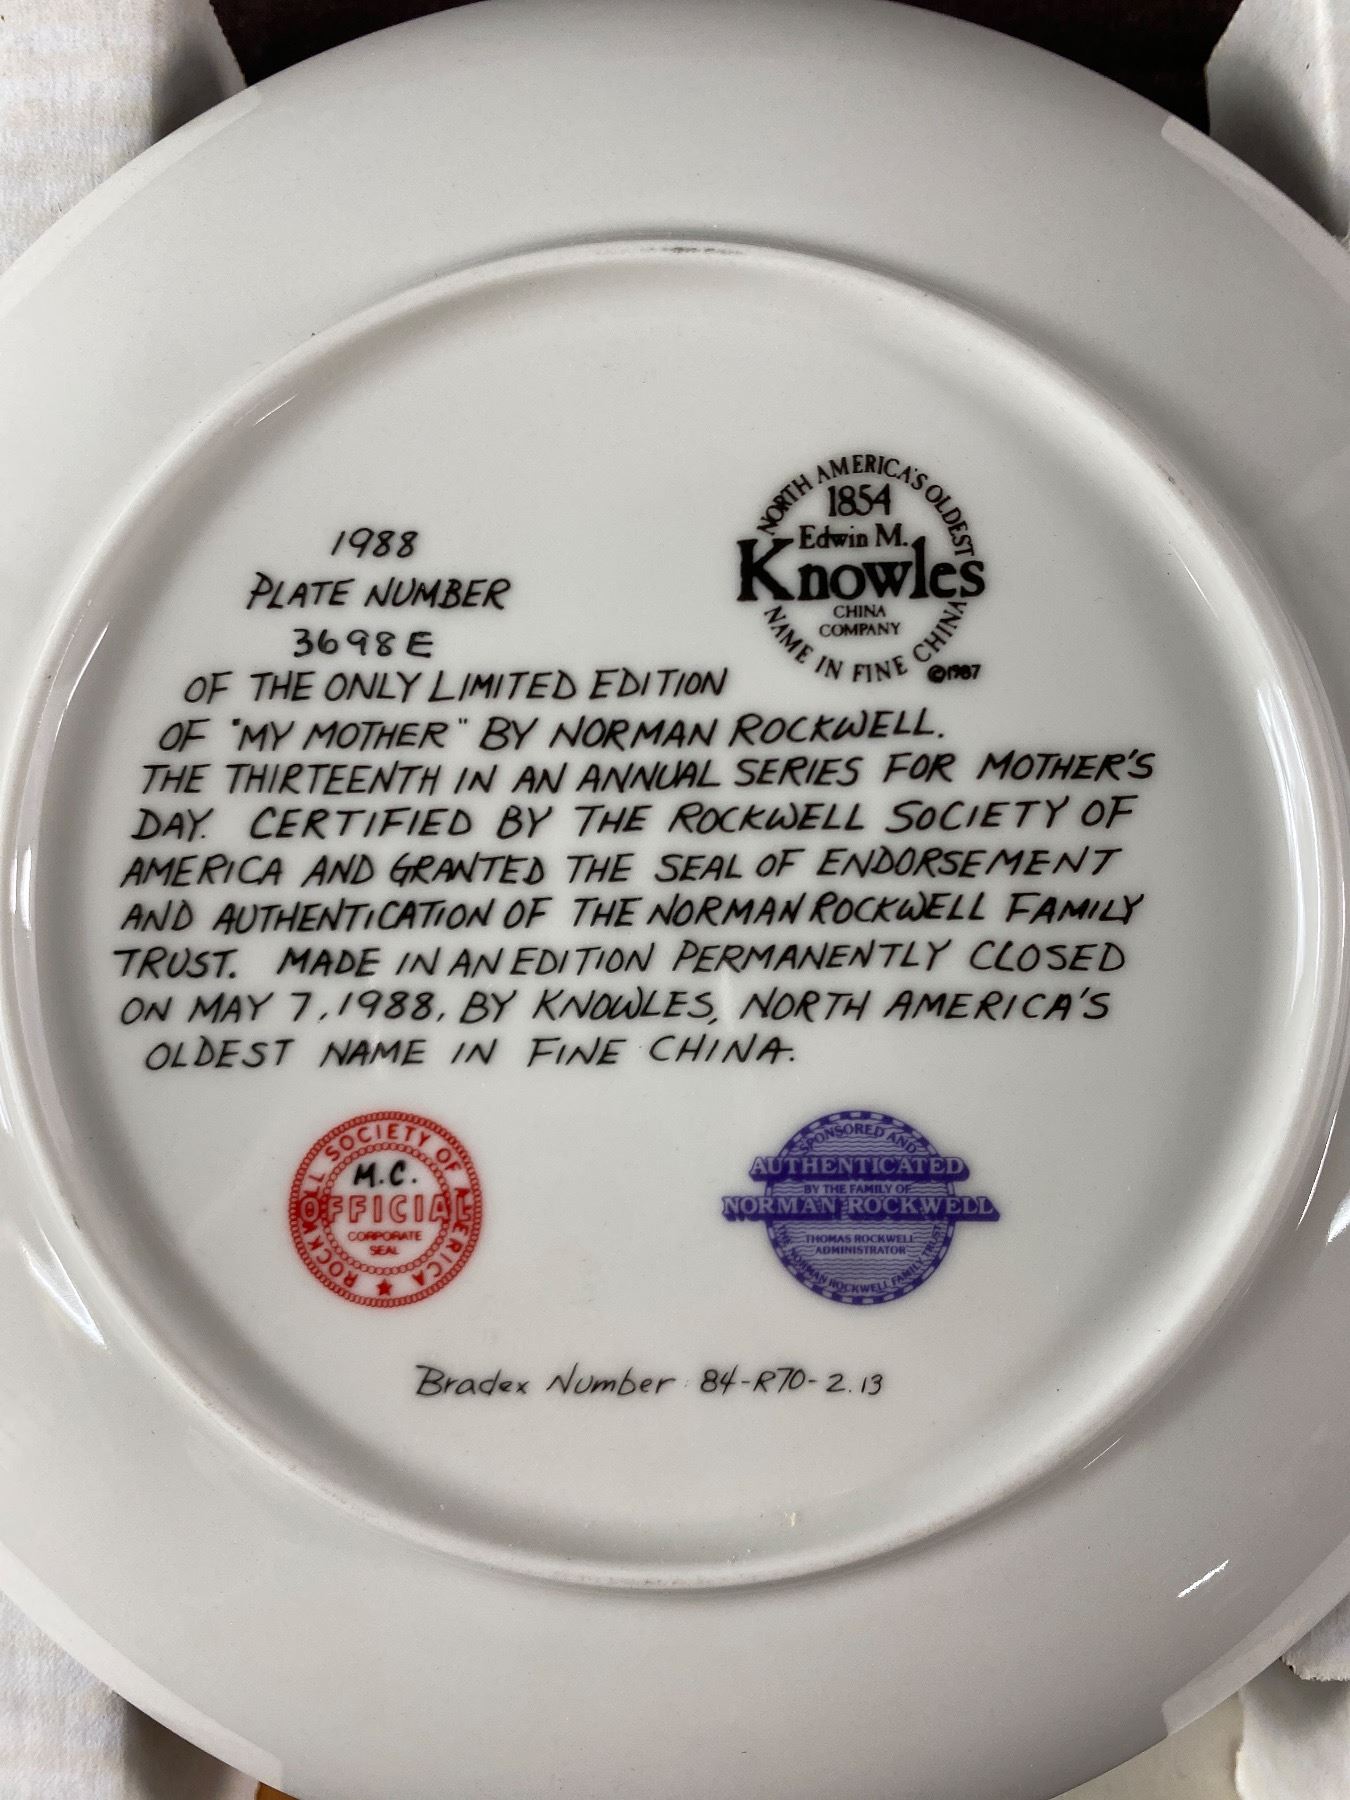 1988
PLATE NUMBER
3698E
OF THE ONLY LIMITED EDITION
OF "MY MOTHER" BY NORMAN ROCKWELL.
THE THIRTEENTH IN AN ANNUAL SERIES FOR MOTHER'S
DAY. CERTIFIED BY THE ROCKWELL SOCIETY OF
AMERICA AND GRANTED THE SEAL OF ENDORSEMENT
AND AUTHENTICATION OF THE NORMAN ROCKWELL FAMILY
TRUST. MADE IN AN EDITION PERMANENTLY CLOSED
ON MAY 7, 1988, BY KNOWLES, NORTH AMERICA'S
OLDEST NAME IN FINE CHINA.
NORTH AMERICA'S OLDEST
1854
Edwin M.
Knowles
CHINA
COMPANY
NAME IN FINE CHINA
©1987
ROCKWELL SOCIETY OF AMERICA
M.C.
OFFICIAL
CORPORATE
SEAL
SPONSORED AND
AUTHENTICATED
BY THE FAMILY OF
NORMAN ROCKWELL
THOMAS ROCKWELL
ADMINISTRATOR
THE NORMAN ROCKWELL FAMILY TRUST
Bradex Number 84-R70-2.13